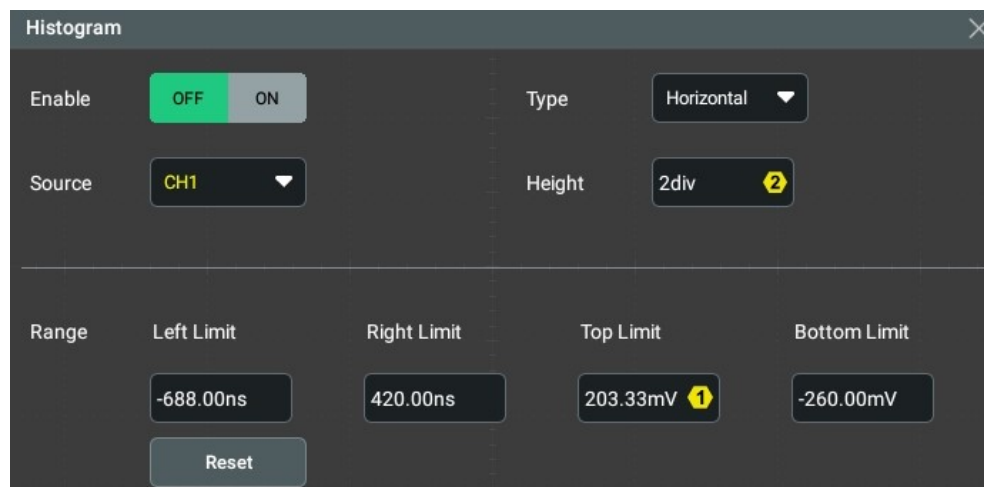 Histogram
Enable OFF ON Type Horizontal
Source CH1 Height 2div 2
Range Left Limit Right Limit Top Limit Bottom Limit
-688.00ns 420.00ns 203.33mV 1 -260.00mV
Reset